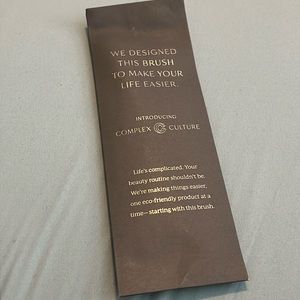 WE DESIGNED
THIS BRUSH
TO MAKE YOUR
LIFE EASIER.
INTRODUCING
COMPLEX CULTURE
Life's complicated. Your
beauty routine shouldn't be.
We're making things easier,
one eco-friendly product at a
time—starting with this brush.